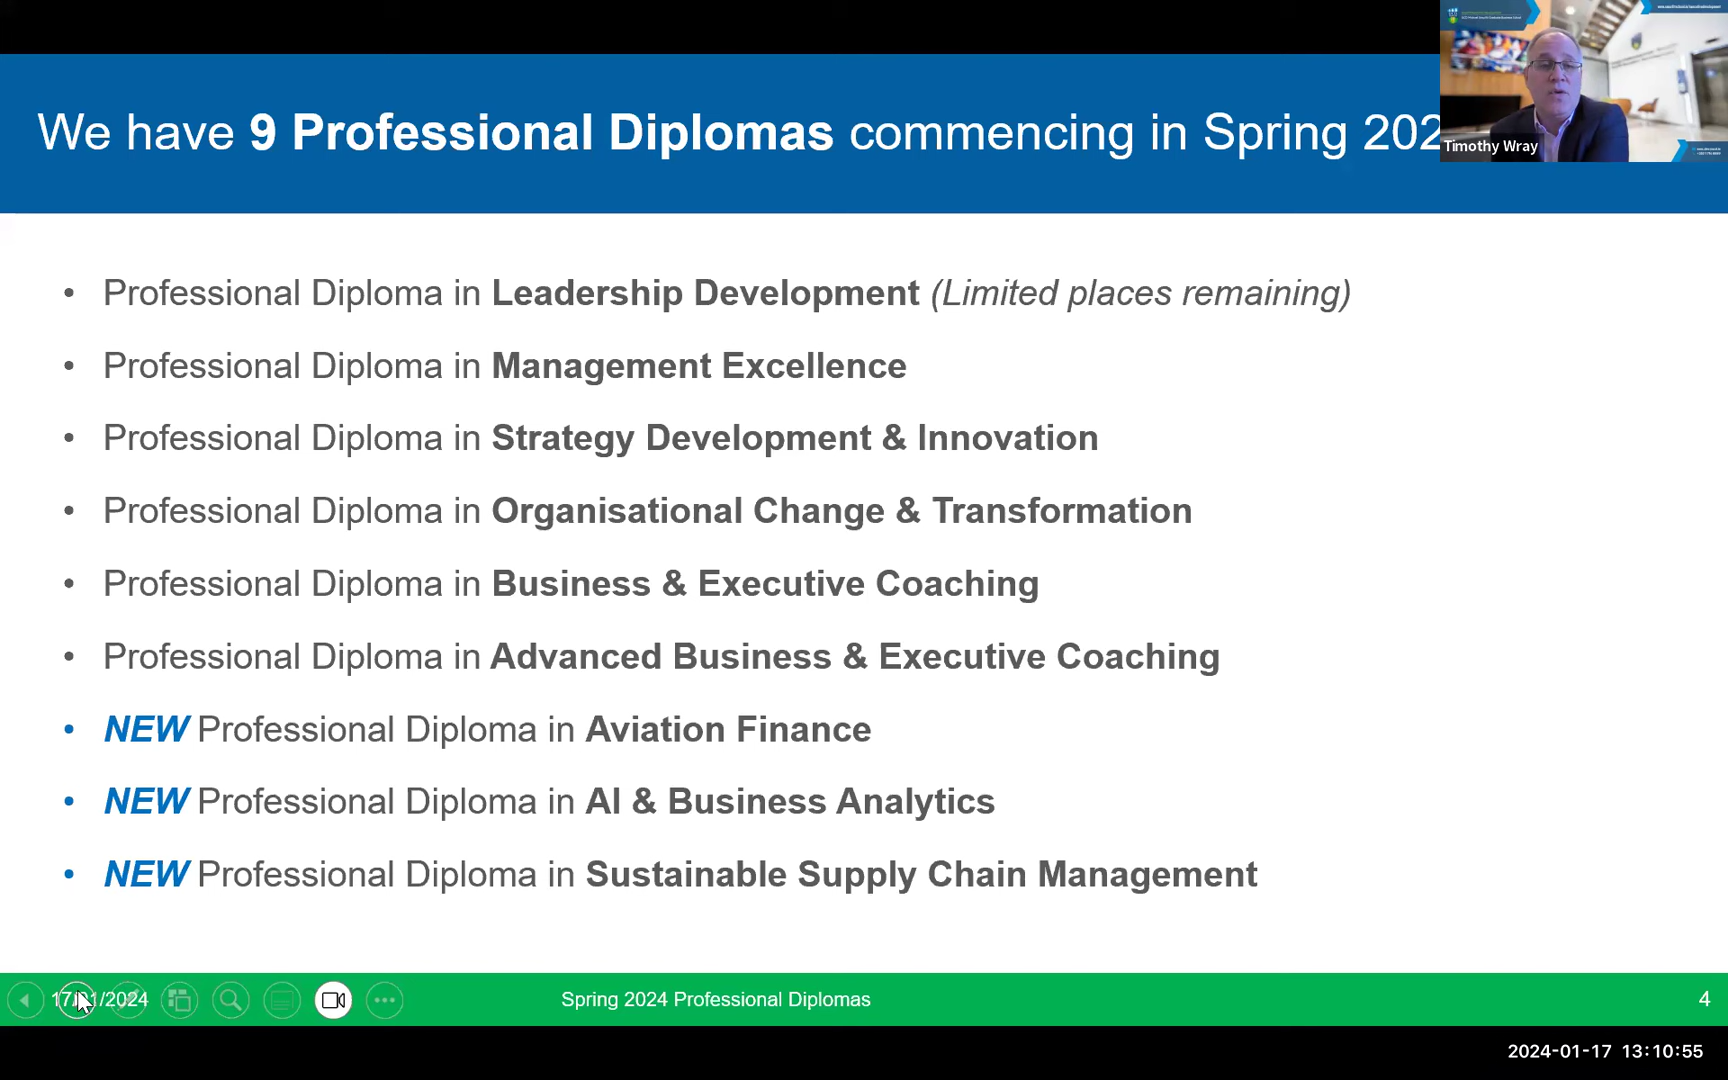 We have 9 Professional Diplomas commencing in Spring 202
Timothy Wray
• Professional Diploma in Leadership Development (Limited places remaining)
• Professional Diploma in Management Excellence
• Professional Diploma in Strategy Development & Innovation
• Professional Diploma in Organisational Change & Transformation
• Professional Diploma in Business & Executive Coaching
• Professional Diploma in Advanced Business & Executive Coaching
• NEW Professional Diploma in Aviation Finance
• NEW Professional Diploma in AI & Business Analytics
• NEW Professional Diploma in Sustainable Supply Chain Management
17/01/2024 Spring 2024 Professional Diplomas 4
2024-01-17 13:10:55